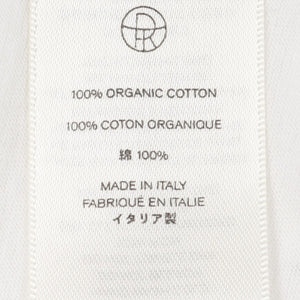 100% ORGANIC COTTON
100% COTON ORGANIQUE
綿 100%
MADE IN ITALY
FABRIQUÉ EN ITALIE
イタリア製